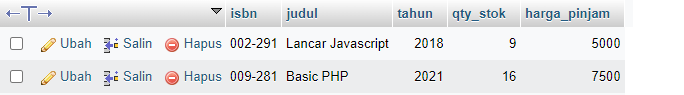 isbn judul tahun qty_stok harga_pinjam
Ubah Salin Hapus 002-291 Lancar Javascript 2018 9 5000
Ubah Salin Hapus 009-281 Basic PHP 2021 16 7500